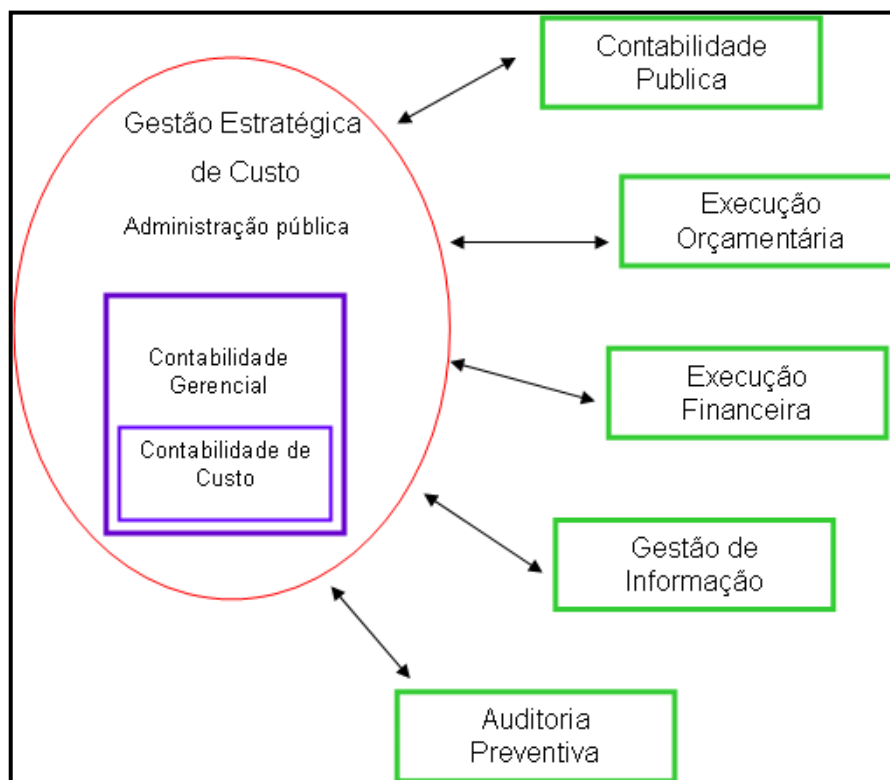 Gestão Estratégica
de Custo
Administração pública
Contabilidade
Gerencial
Contabilidade de
Custo
Contabilidade
Publica
Execução
Orçamentária
Execução
Financeira
Gestão de
Informação
Auditoria
Preventiva